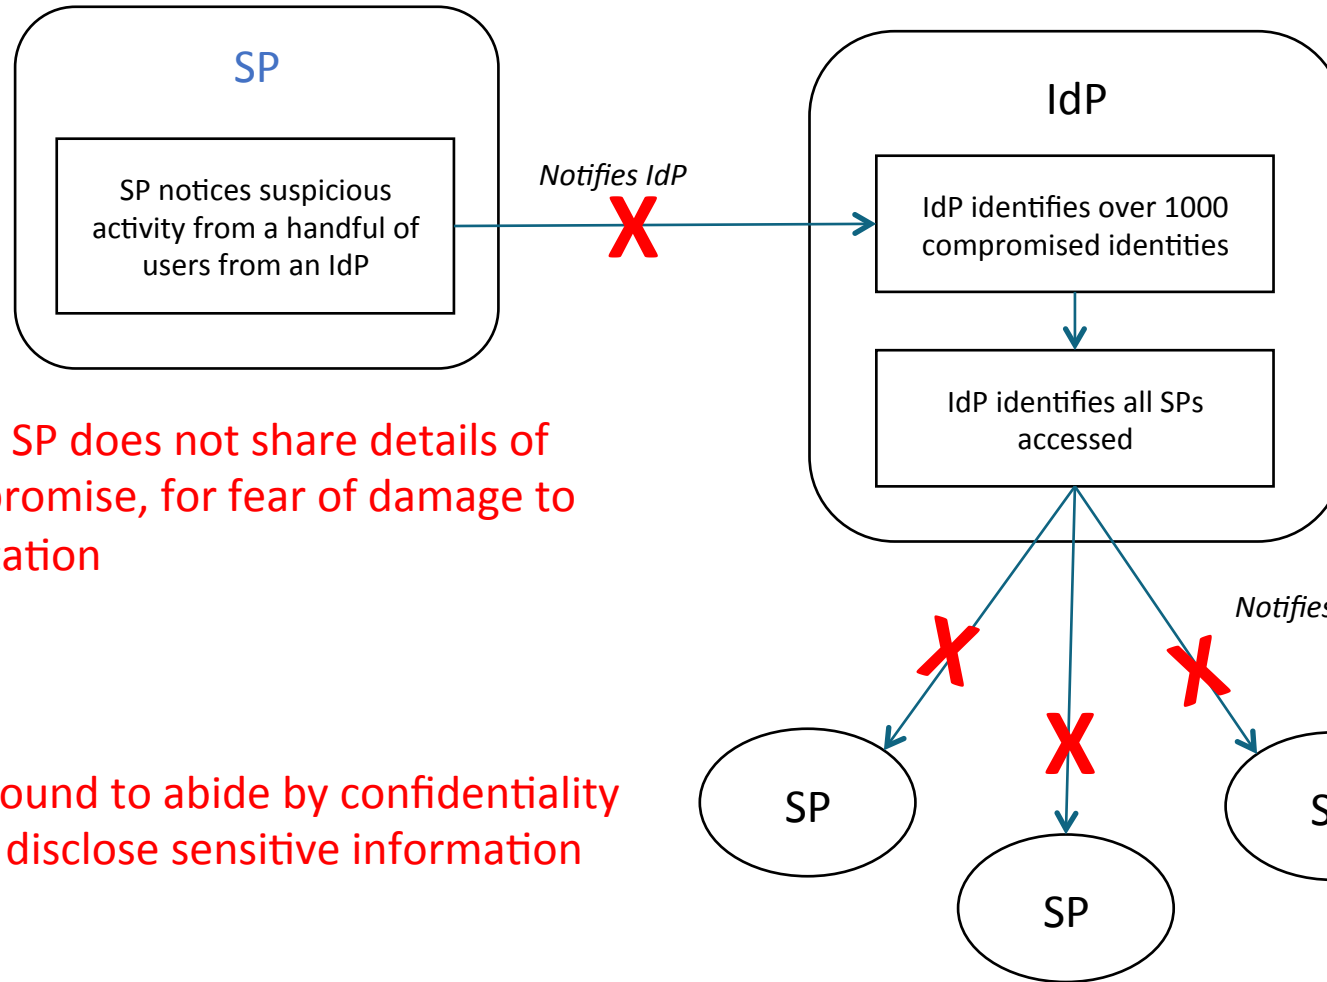 SP
SP notices suspicious
activity from a handful of
users from an IdP
Notifies IdP
IdP
IdP identifies over 1000
compromised identities
IdP identifies all SPs
accessed
SP does not share details of
promise, for fear of damage to
ation
Notifies
ound to abide by confidentiality
disclose sensitive information
SP
SP
S